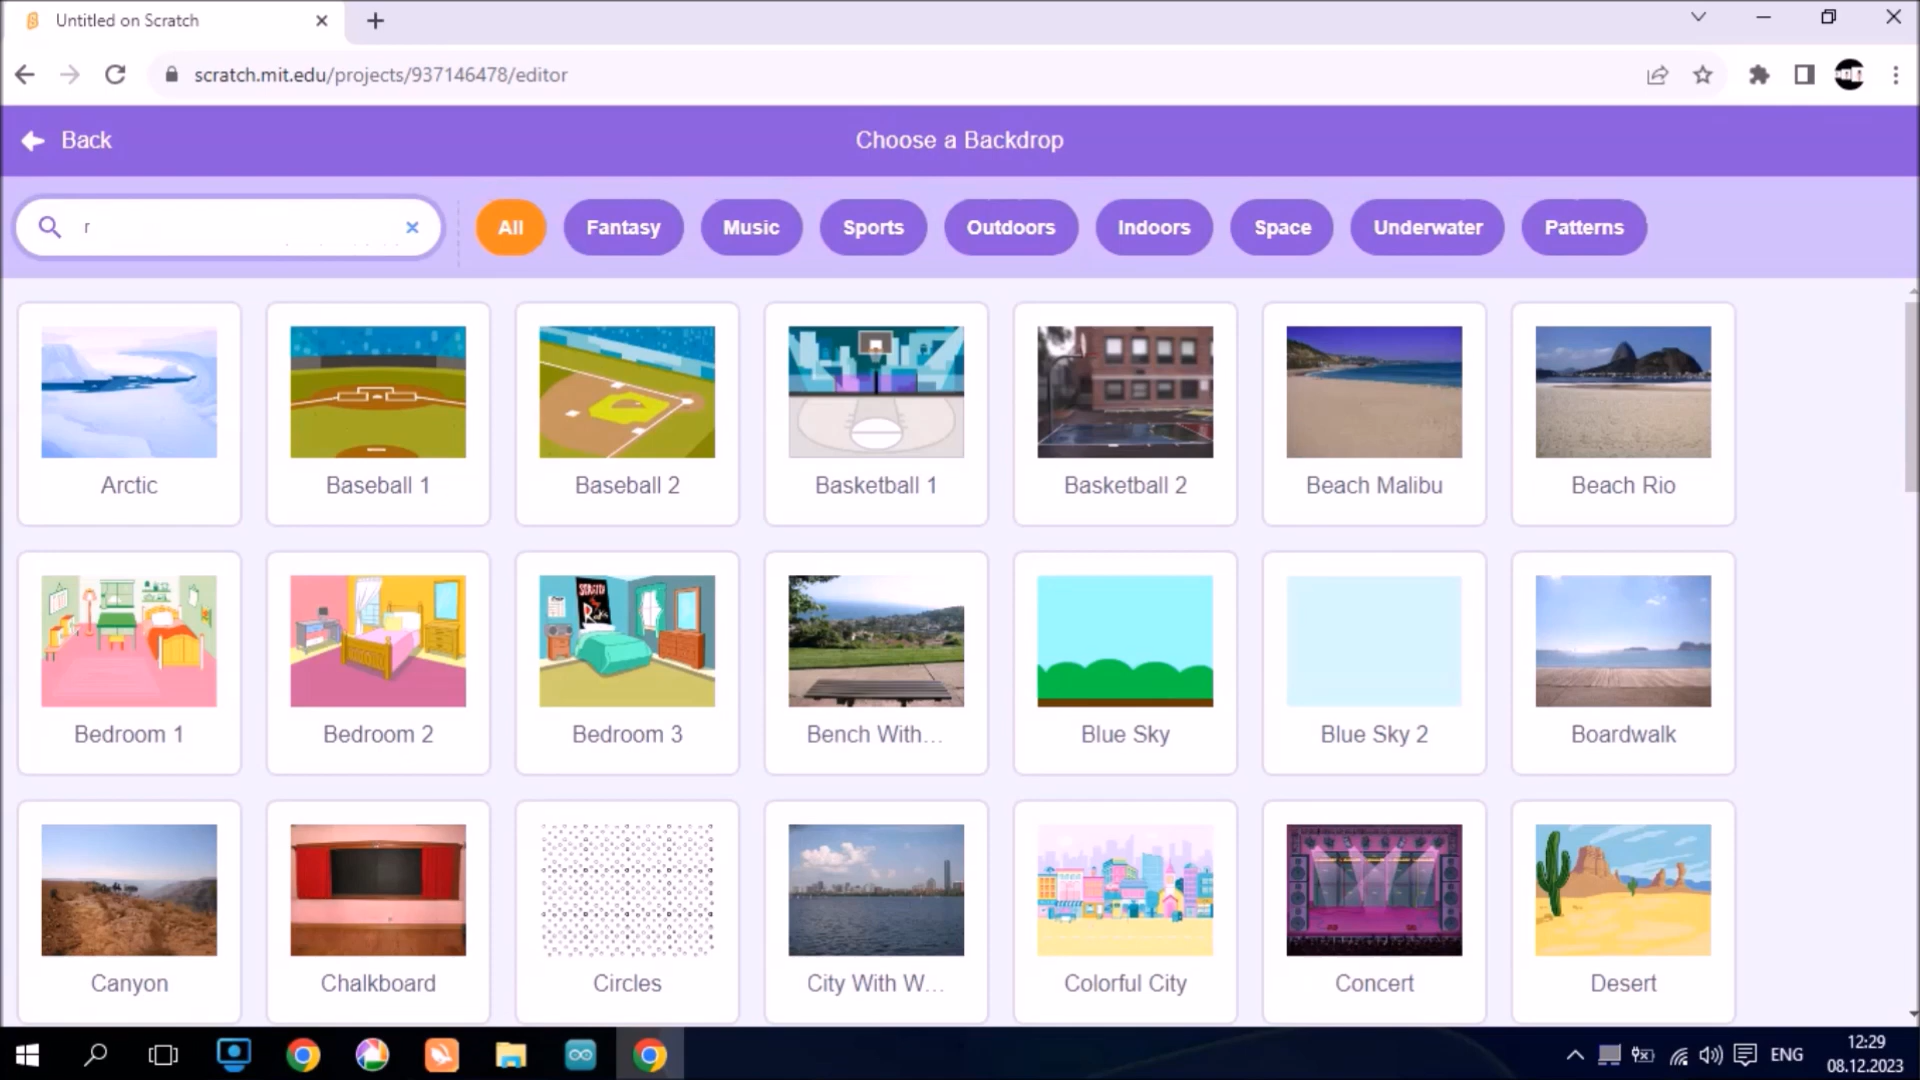 Untitled on Scratch
scratch.mit.edu/projects/937146478/editor
Back
Choose a Backdrop
r
All
Fantasy
Music
Sports
Outdoors
Indoors
Space
Underwater
Patterns
Arctic
Baseball 1
Baseball 2
Basketball 1
Basketball 2
Beach Malibu
Beach Rio
Bedroom 1
Bedroom 2
Bedroom 3
Bench With...
Blue Sky
Blue Sky 2
Boardwalk
Canyon
Chalkboard
Circles
City With W...
Colorful City
Concert
Desert
ENG
12:29
08.12.2023